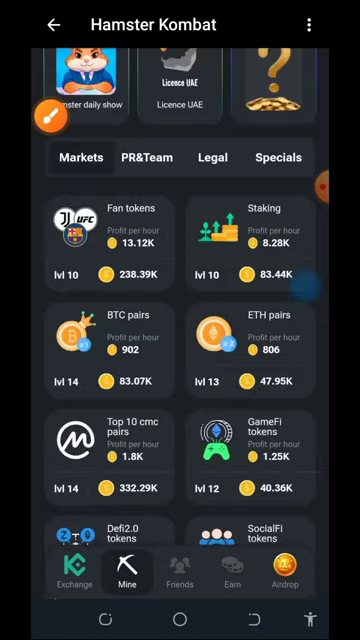 Hamster Kombat
Licence UAE
mster daily show
Licence UAE
Markets
PR&Team
Legal
Specials
Fan tokens
Profit per hour
13.12K
lvl 10
238.39K
Staking
Profit per hour
8.28K
lvl 10
83.44K
BTC pairs
Profit per hour
902
#1
lvl 14
83.07K
ETH pairs
Profit per hour
806
#2
lvl 13
47.95K
Top 10 cmc
pairs
Profit per hour
1.8K
lvl 14
332.29K
GameFi
tokens
Profit per hour
1.25K
lvl 12
40.36K
Defi2.0
tokens
SocialFi
tokens
Exchange
Mine
Friends
Earn
Airdrop